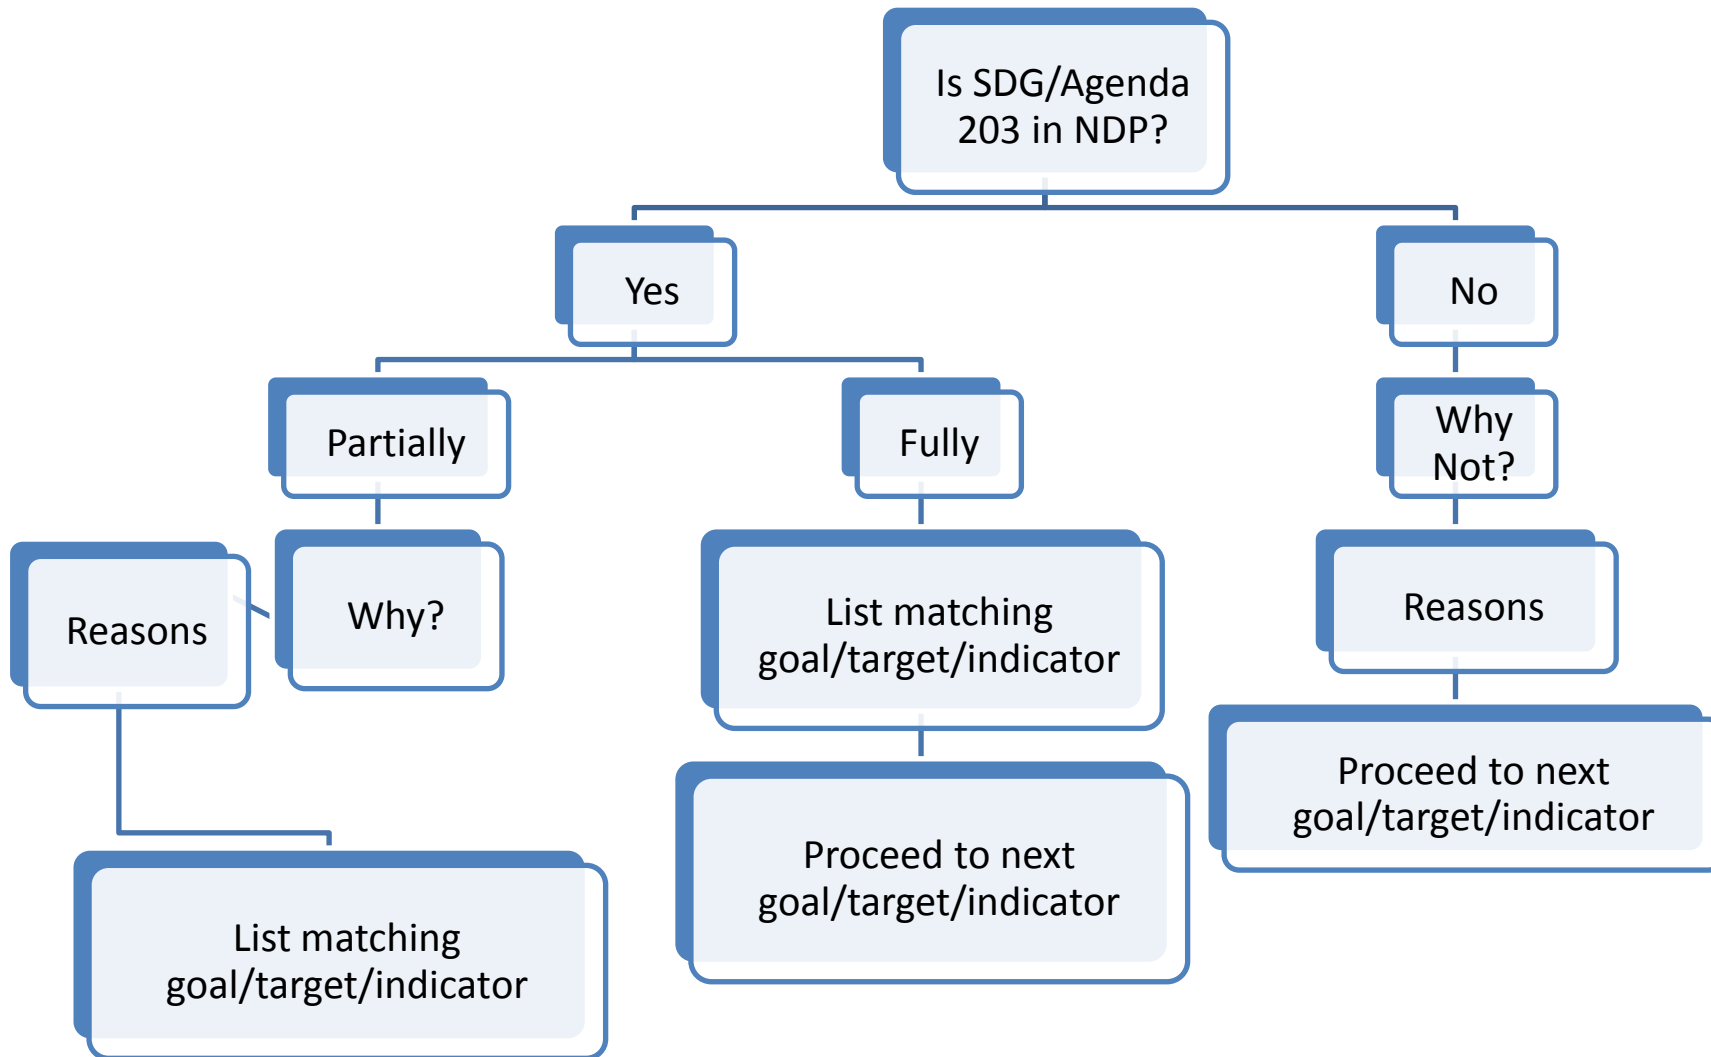 Is SDG/Agenda
203 in NDP?
Yes
No
Partially
Fully
Why
Not?
Reasons
Why?
List matching
goal/target/indicator
Reasons
Proceed to next
goal/target/indicator
Proceed to next
goal/target/indicator
List matching
goal/target/indicator